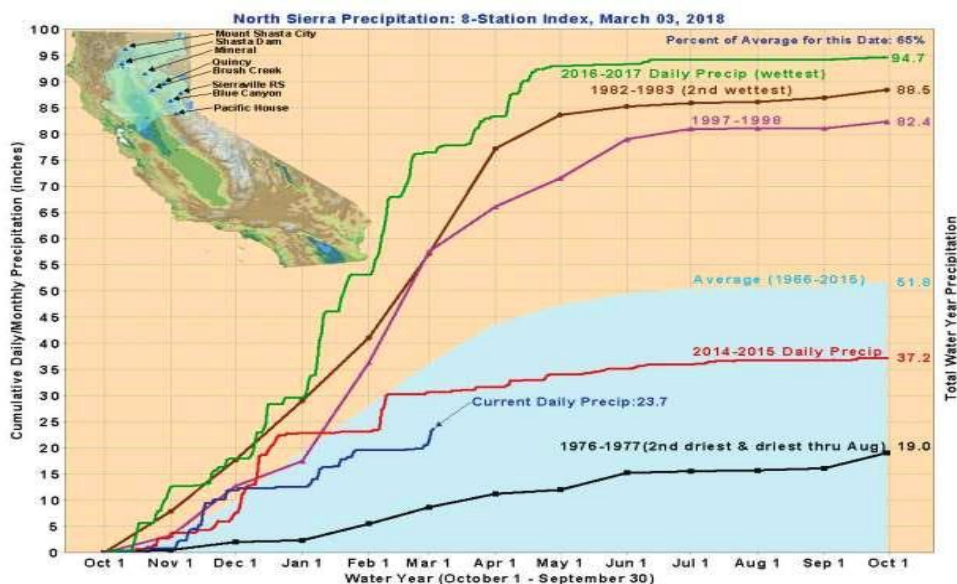 North Sierra Precipitation: 8-Station Index, March 03, 2018
Percent of Average for this Date: 65%
Mount Shasta City
Shasta Dam
Mineral
Quincy
Brush Creek
Sierraville RS
Blue Canyon
Pacific House
2016-2017 Daily Precip (wettest)
94.7
1982-1983 (2nd wettest)
88.5
1997-1998
82.4
Average (1966-2015)
51.8
2014-2015 Daily Precip
37.2
Current Daily Precip:23.7
1976-1977(2nd driest & driest thru Aug)
19.0
Cumulative Daily/Monthly Precipitation (inches)
100
95
90
85
80
75
70
65
60
55
50
45
40
35
30
25
20
15
10
5
0
Total Water Year Precipitation
Oct 1 Nov 1 Dec 1 Jan 1 Feb 1 Mar 1 Apr 1 May 1 Jun 1 Jul 1 Aug 1 Sep 1 Oct 1
Water Year (October 1 - September 30)